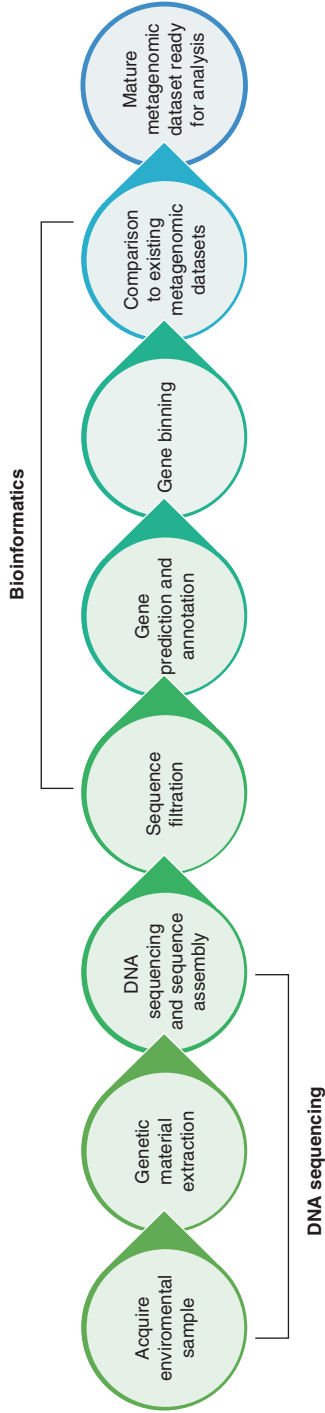 Bioinformatics
Acquire
enviromental
sample
Genetic
material
extraction
DNA
sequencing
and sequence
assembly
Sequence
filtration
Gene
prediction and
annotation
Gene binning
Comparison
to existing
metagenomic
datasets
Mature
metagenomic
dataset ready
for analysis
DNA sequencing